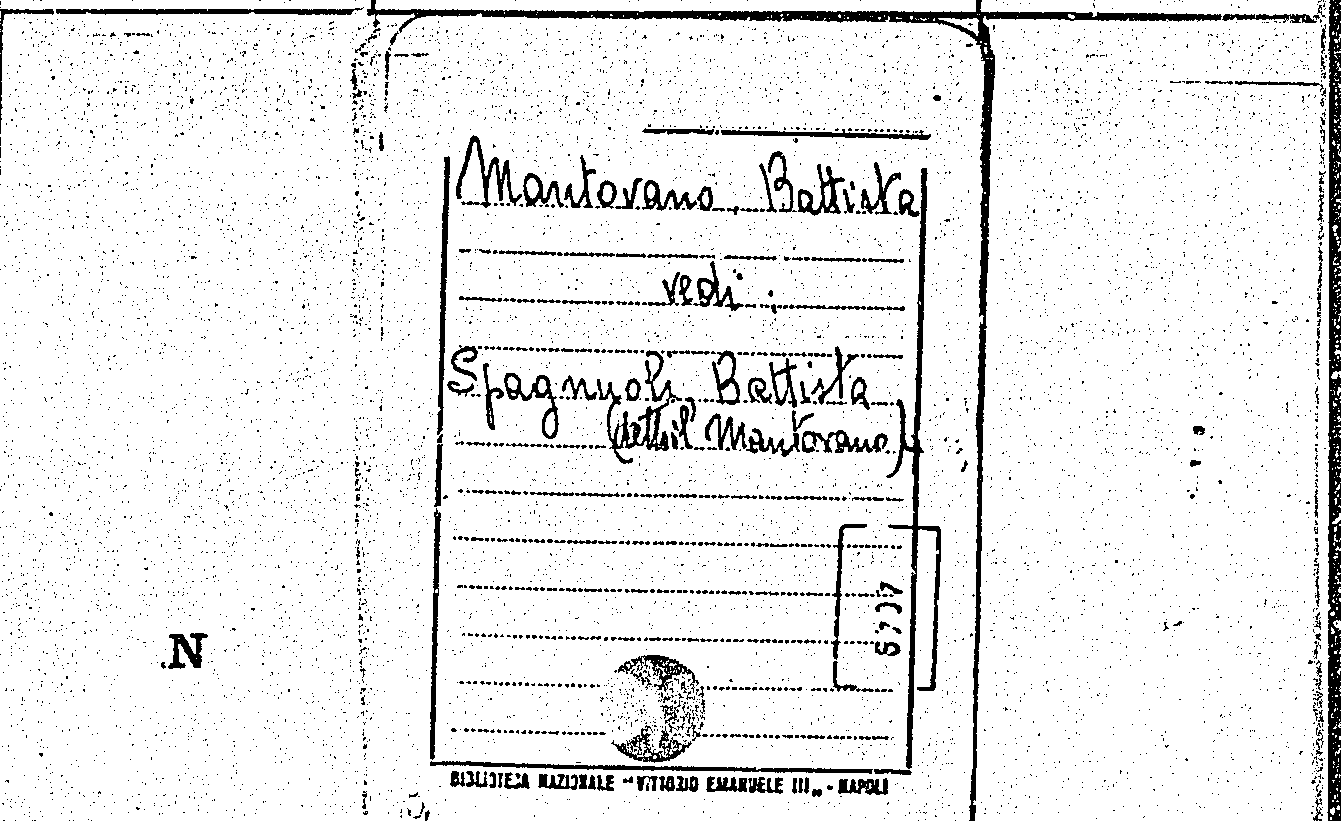 Mantovano, Battista
vedi:
Spagnuoli, Battista
(detto il Mantovano)
.N
BIBLIOTECA NAZIONALE "VITTORIO EMANUELE III„ - NAPOLI